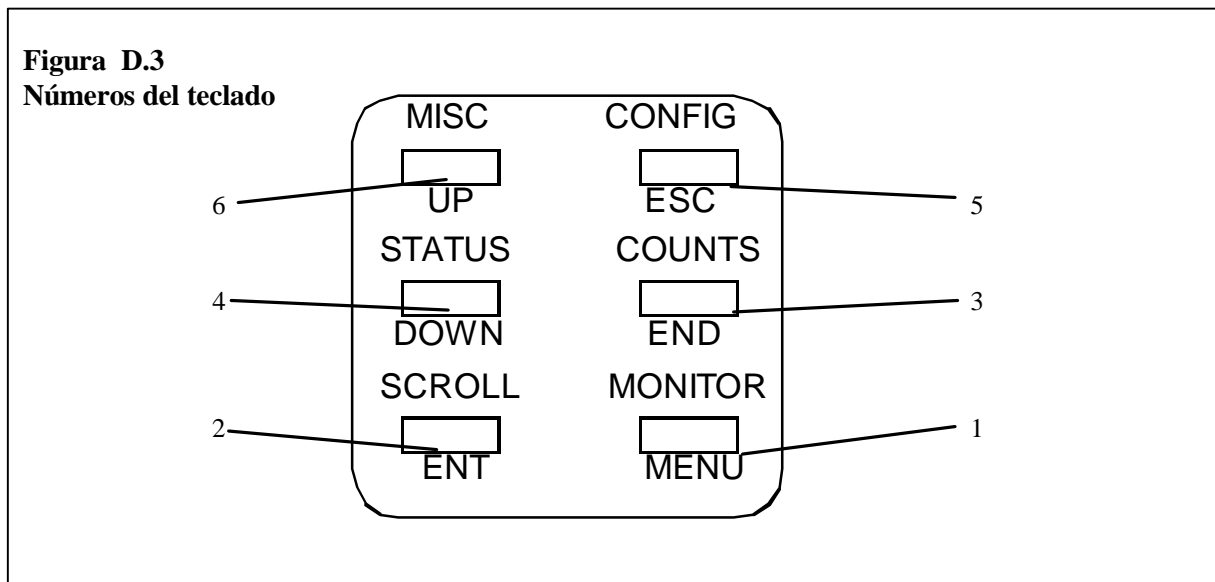 Figura D.3
Números del teclado
MISC CONFIG
6 UP ESC 5
STATUS COUNTS
4 DOWN END 3
SCROLL MONITOR
2 ENT MENU 1